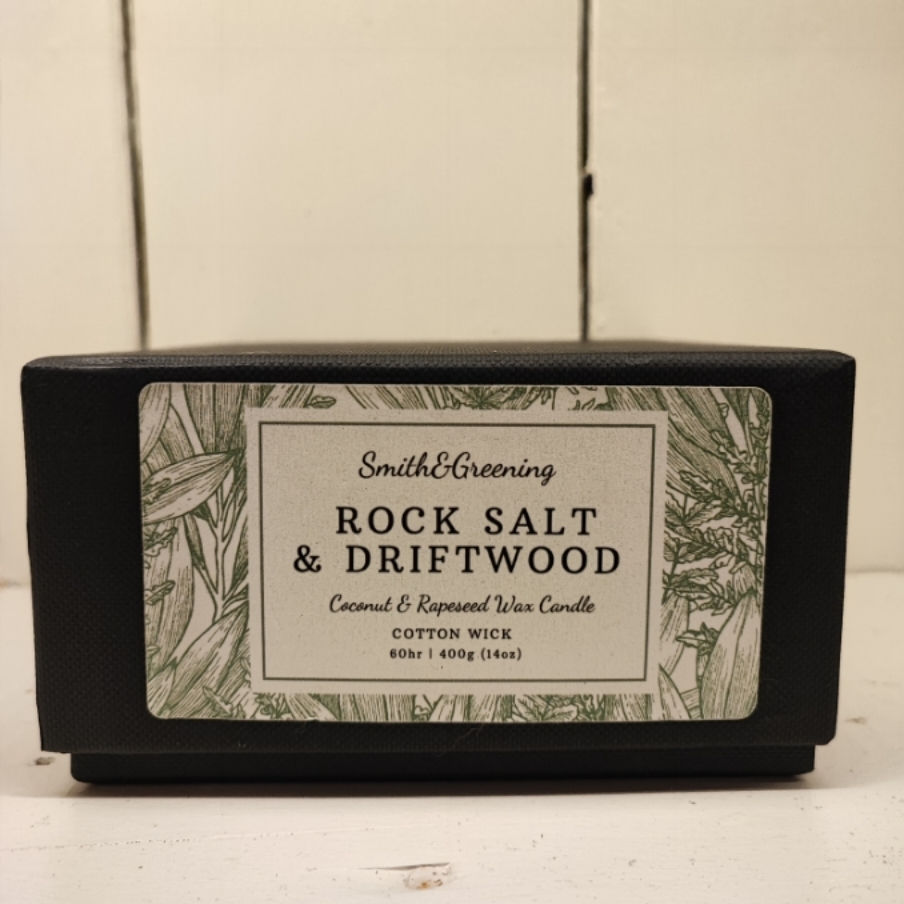 Smith&Greening
ROCK SALT
& DRIFTWOOD
Coconut & Rapeseed Wax Candle
COTTON WICK
60hr | 400g (14oz)